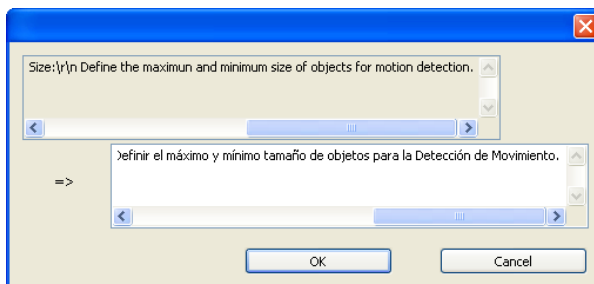 Size:\r\n Define the maximun and minimum size of objects for motion detection.
Definir el máximo y mínimo tamaño de objetos para la Detección de Movimiento.
=>
OK
Cancel